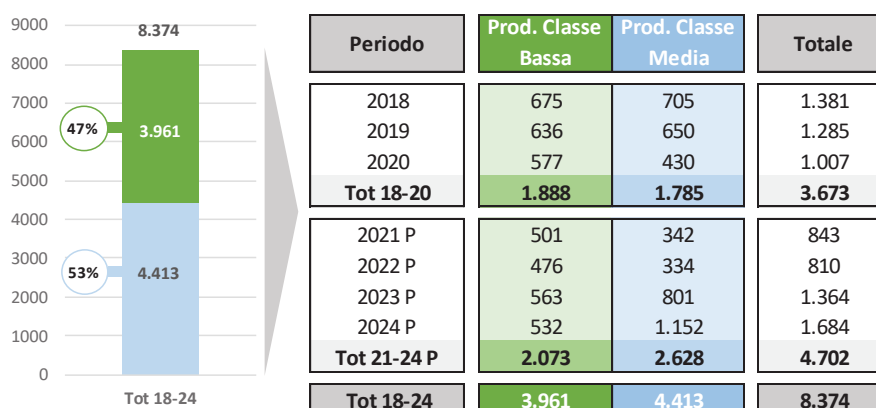 9000
8000
7000
6000
5000
4000
3000
2000
1000
0
8.374
47%
3.961
53%
4.413
Tot 18-24
Periodo Prod. Classe Bassa Prod. Classe Media Totale
2018 675 705 1.381
2019 636 650 1.285
2020 577 430 1.007
Tot 18-20 1.888 1.785 3.673
2021 P 501 342 843
2022 P 476 334 810
2023 P 563 801 1.364
2024 P 532 1.152 1.684
Tot 21-24 P 2.073 2.628 4.702
Tot 18-24 3.961 4.413 8.374